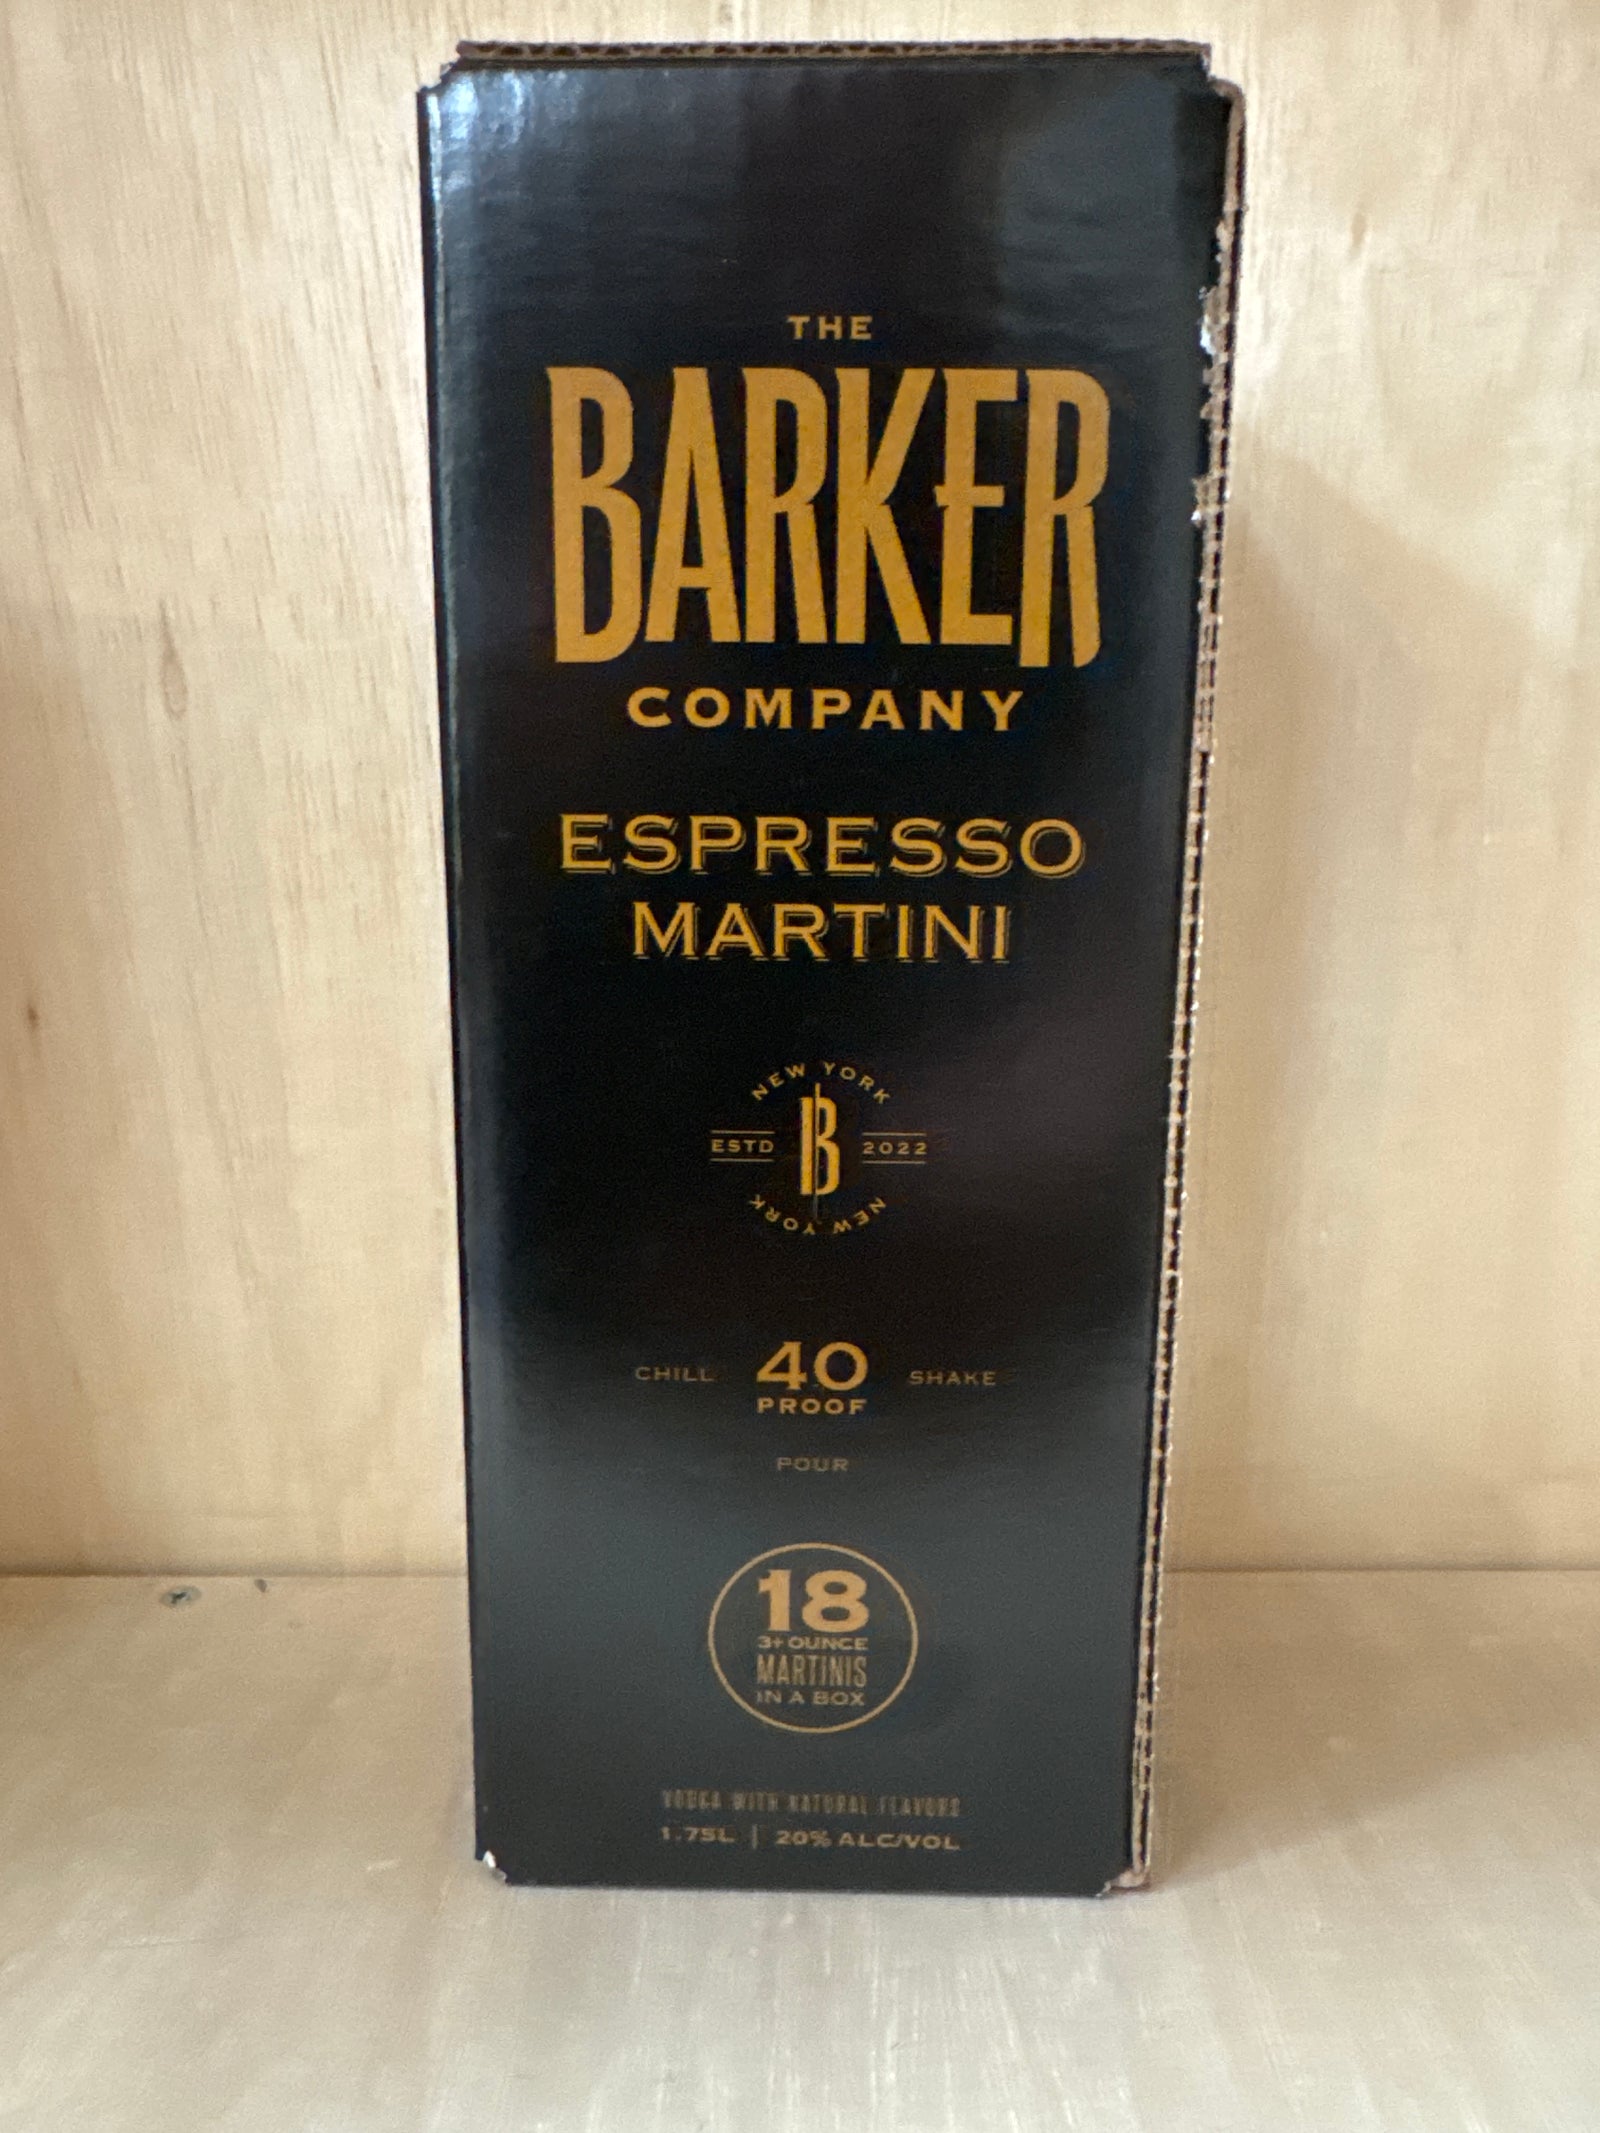 THE
BARKER
COMPANY
ESPRESSO
MARTINI
NEW YORK
ESTD B 2022
NEW YORK
CHILL 40 SHAKE
PROOF
POUR
18
3+ OUNCE
MARTINIS
IN A BOX
VODKA WITH NATURAL FLAVORS
1.75L | 20% ALC/VOL